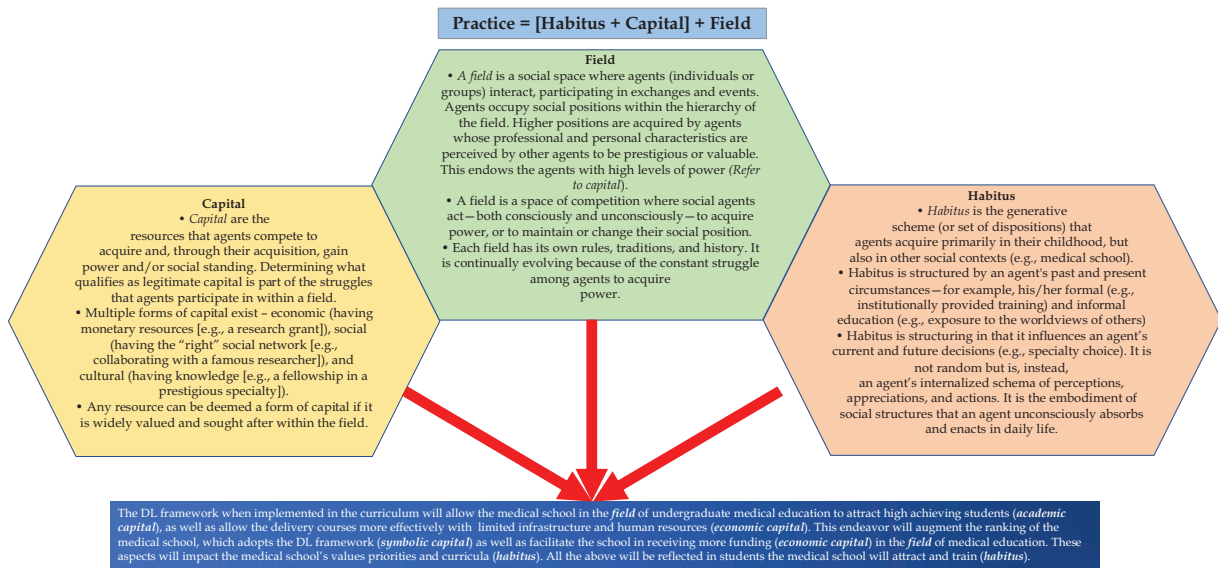 Practice = [Habitus + Capital] + Field
Field
• A field is a social space where agents (individuals or
groups) interact, participating in exchanges and events.
Agents occupy social positions within the hierarchy of
the field. Higher positions are acquired by agents
whose professional and personal characteristics are
perceived by other agents to be prestigious or valuable.
This endows the agents with high levels of power (Refer
to capital).
• A field is a space of competition where social agents
act—both consciously and unconsciously—to acquire
power, or to maintain or change their social position.
• Each field has its own rules, traditions, and history. It
is continually evolving because of the constant struggle
among agents to acquire
power.
Capital
• Capital are the
resources that agents compete to
acquire and, through their acquisition, gain
power and/or social standing. Determining what
qualifies as legitimate capital is part of the struggles
that agents participate in within a field.
• Multiple forms of capital exist – economic (having
monetary resources [e.g., a research grant]), social
(having the "right" social network [e.g.,
collaborating with a famous researcher]), and
cultural (having knowledge [e.g., a fellowship in a
prestigious specialty]).
• Any resource can be deemed a form of capital if it
is widely valued and sought after within the field.
Habitus
• Habitus is the generative
scheme (or set of dispositions) that
agents acquire primarily in their childhood, but
also in other social contexts (e.g., medical school).
• Habitus is structured by an agent's past and present
circumstances—for example, his/her formal (e.g.,
institutionally provided training) and informal
education (e.g., exposure to the worldviews of others)
• Habitus is structuring in that it influences an agent's
current and future decisions (e.g., specialty choice). It is
not random but is, instead,
an agent's internalized schema of perceptions,
appreciations, and actions. It is the embodiment of
social structures that an agent unconsciously absorbs
and enacts in daily life.
The DL framework when implemented in the curriculum will allow the medical school in the field of undergraduate medical education to attract high achieving students (academic
capital), as well as allow the delivery courses more effectively with limited infrastructure and human resources (economic capital). This endeavor will augment the ranking of the
medical school, which adopts the DL framework (symbolic capital) as well as facilitate the school in receiving more funding (economic capital) in the field of medical education. These
aspects will impact the medical school's values priorities and curricula (habitus). All the above will be reflected in students the medical school will attract and train (habitus).